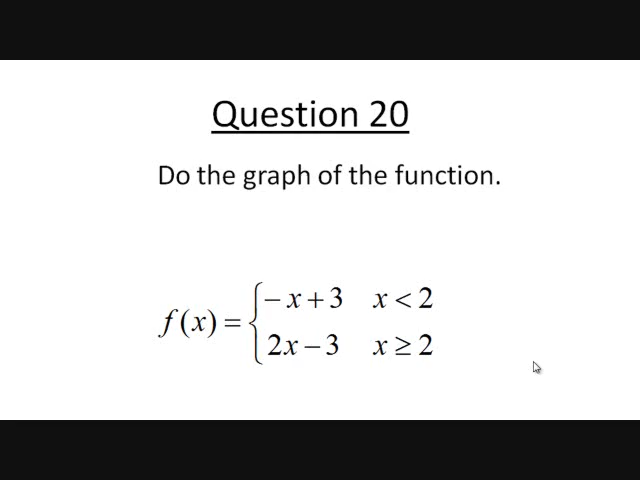 Question 20
Do the graph of the function.
f(x) = { −x + 3   x < 2
2x − 3   x ≥ 2